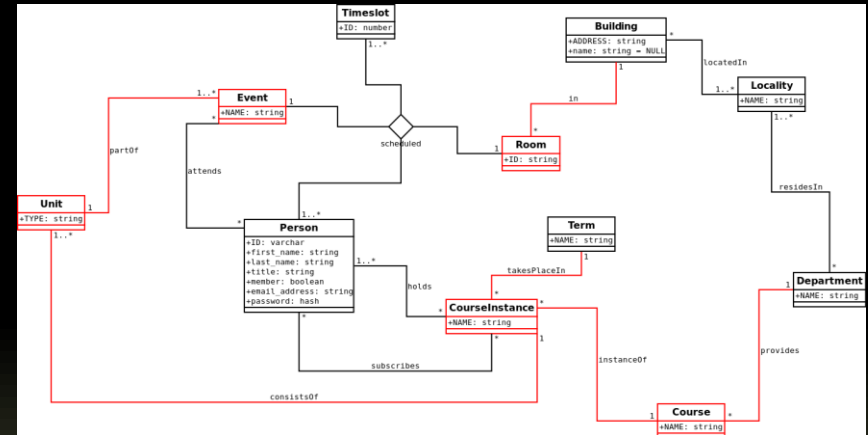 Timeslot
+ID: number
1..*
Building
+ADDRESS: string
+name: string = NULL
*
1
locatedIn
1..*
Locality
+NAME: string
1..*
1..*
Event
+NAME: string
1
*
in
*
scheduled
1
Room
+ID: string
partOf
attends
residesIn
Unit
+TYPE: string
1
1..*
1..*
*
Person
+ID: varchar
+first_name: string
+last_name: string
+title: string
+member: boolean
+email_address: string
+password: hash
1..*
*
Term
+NAME: string
1
takesPlaceIn
*
holds
*
CourseInstance
+NAME: string
*
*
1
*
1
Department
+NAME: string
subscribes
instanceOf
provides
consistsOf
1
Course
+NAME: string
*